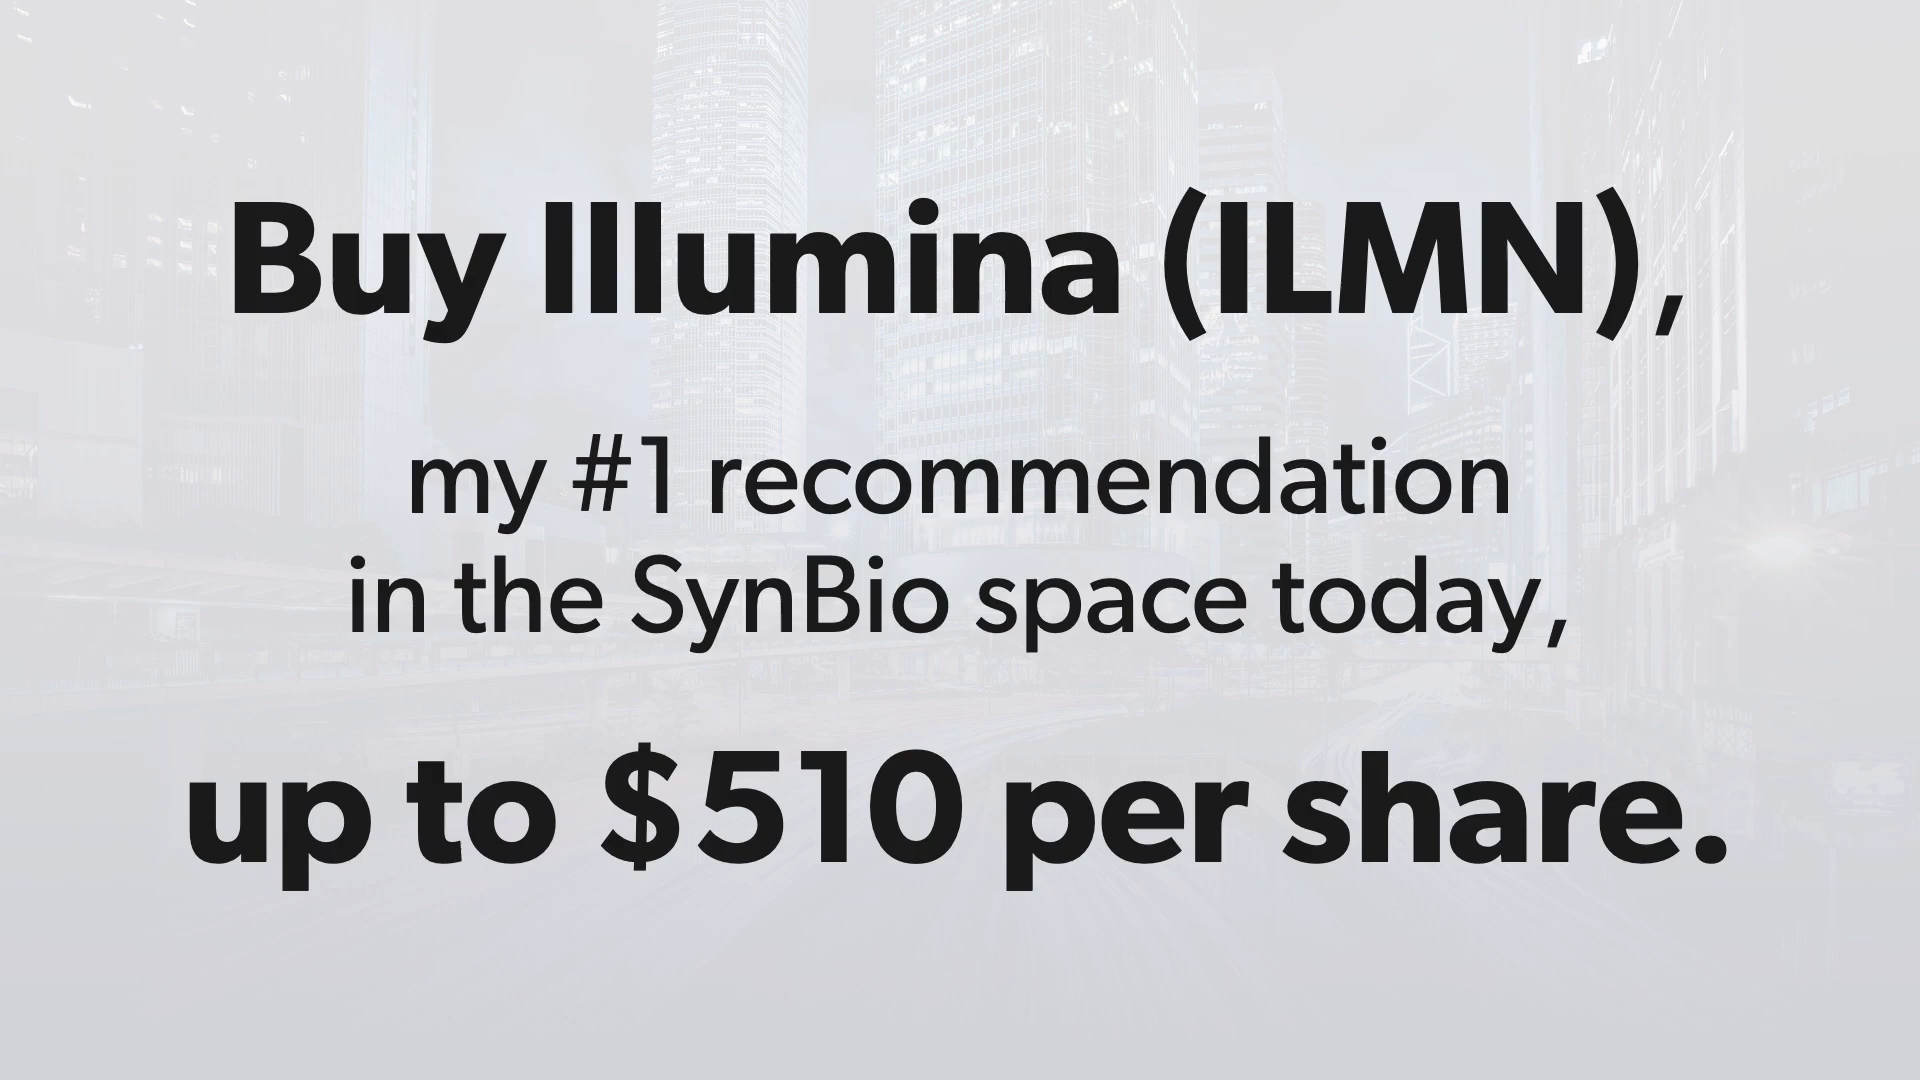 Buy Illumina (ILMN),
my #1 recommendation
in the SynBio space today,
up to $510 per share.